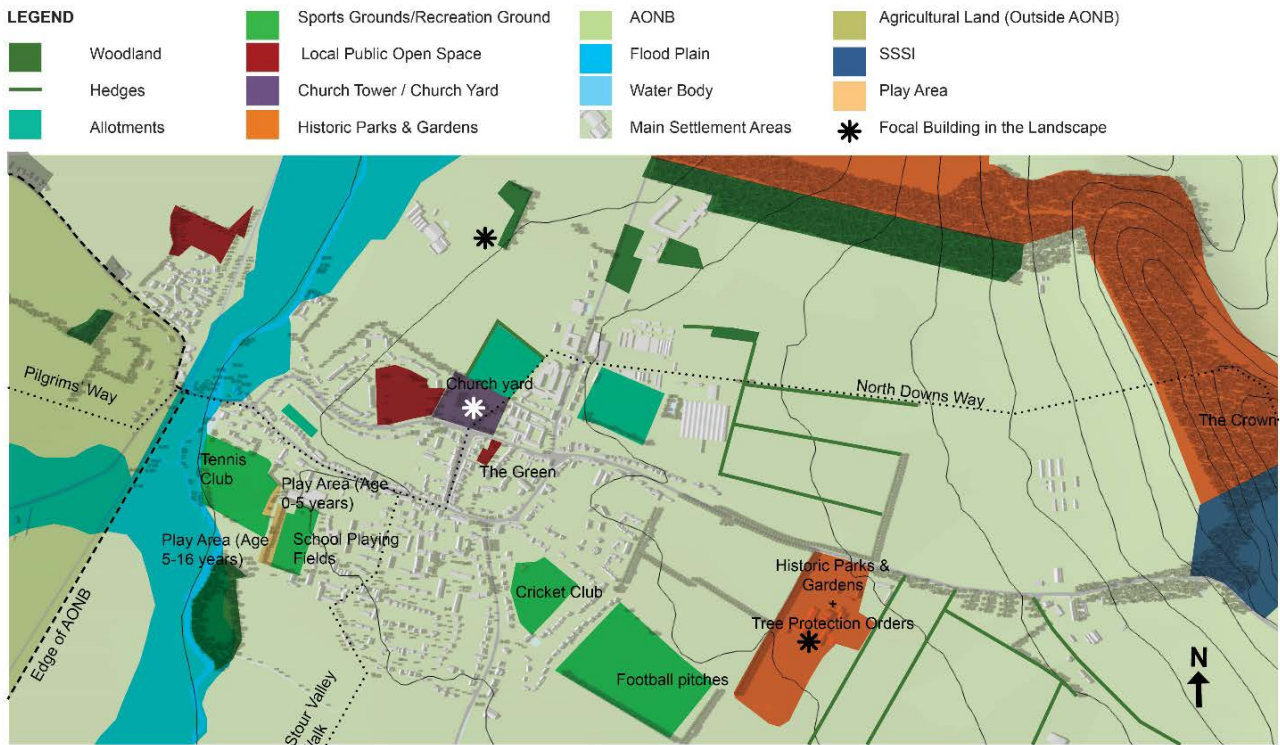 LEGEND
Woodland
Hedges
Allotments
Sports Grounds/Recreation Ground
Local Public Open Space
Church Tower / Church Yard
Historic Parks & Gardens
AONB
Flood Plain
Water Body
Main Settlement Areas
Agricultural Land (Outside AONB)
SSSI
Play Area
Focal Building in the Landscape
Pilgrims' Way
Church yard
North Downs Way
The Crown
The Green
Tennis
Club
Play Area (Age
0-5 years)
Play Area (Age
5-16 years)
School Playing
Fields
Cricket Club
Historic Parks &
Gardens
+
Tree Protection Orders
Football pitches
Edge of AONB
Stour Valley
Walk
N